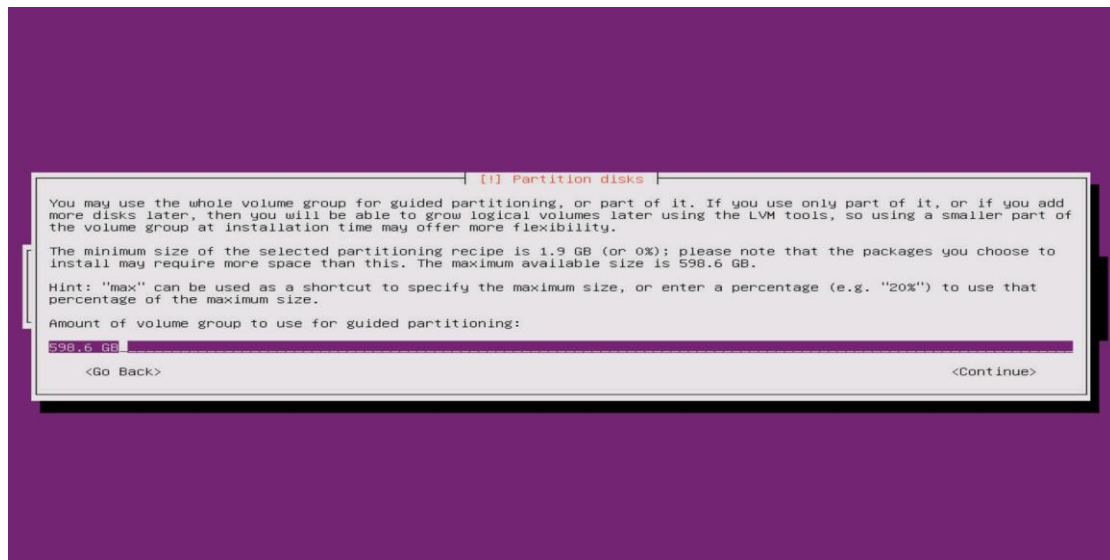 [!] Partition disks
You may use the whole volume group for guided partitioning, or part of it. If you use only part of it, or if you add
more disks later, then you will be able to grow logical volumes later using the LVM tools, so using a smaller part of
the volume group at installation time may offer more flexibility.
The minimum size of the selected partitioning recipe is 1.9 GB (or 0%); please note that the packages you choose to
install may require more space than this. The maximum available size is 598.6 GB.
Hint: "max" can be used as a shortcut to specify the maximum size, or enter a percentage (e.g. "20%") to use that
percentage of the maximum size.
Amount of volume group to use for guided partitioning:
598.6 GB
<Go Back> <Continue>